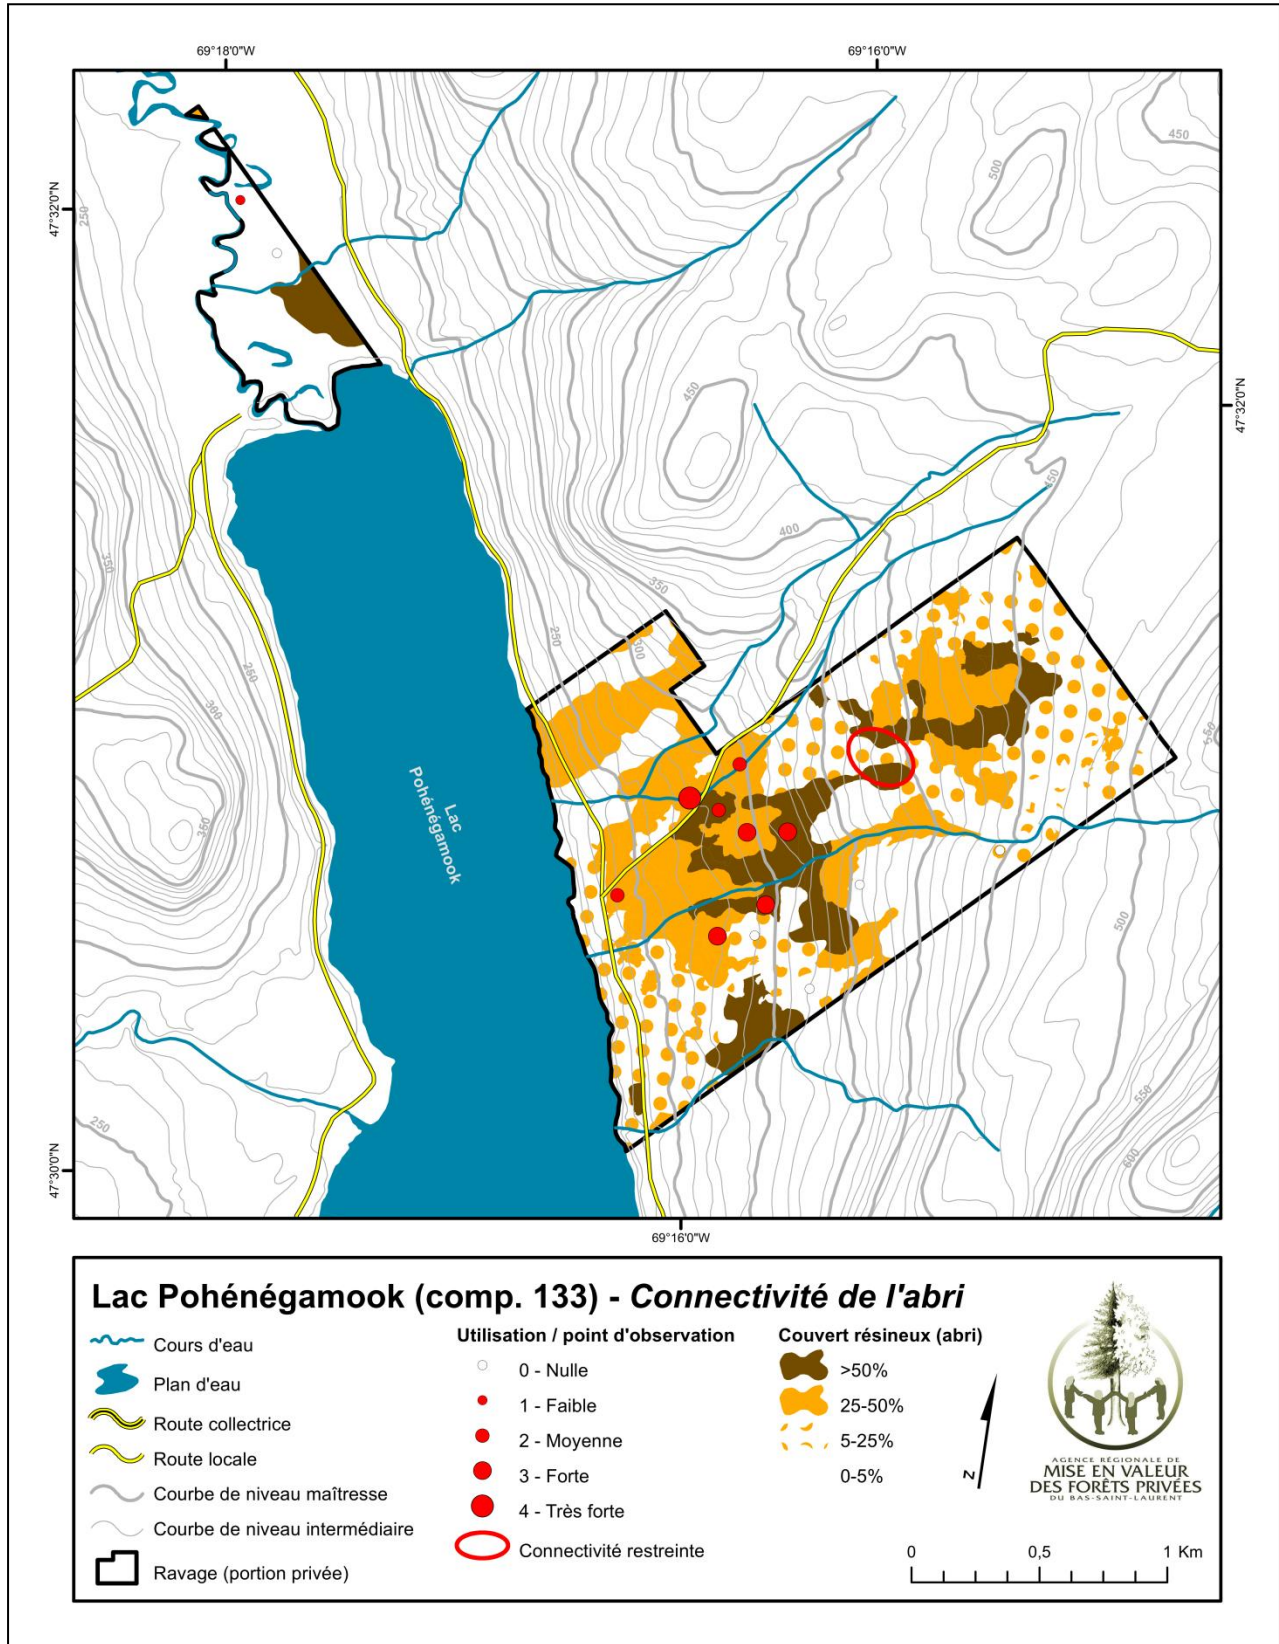 69°18'0"W
69°16'0"W
47°32'0"N
250
450
500
450
47°32'0"N
350
450
400
350
250
300
250
300
350
Lac
Pohénégamook
500
550
600
250
47°30'0"N
69°16'0"W
Lac Pohénégamook (comp. 133) - Connectivité de l'abri
Cours d'eau
Plan d'eau
Route collectrice
Route locale
Courbe de niveau maîtresse
Courbe de niveau intermédiaire
Ravage (portion privée)
Utilisation / point d'observation
0 - Nulle
1 - Faible
2 - Moyenne
3 - Forte
4 - Très forte
Connectivité restreinte
Couvert résineux (abri)
>50%
25-50%
5-25%
0-5%
N
AGENCE RÉGIONALE DE
MISE EN VALEUR
DES FORÊTS PRIVÉES
DU BAS-SAINT-LAURENT
0 0,5 1 Km